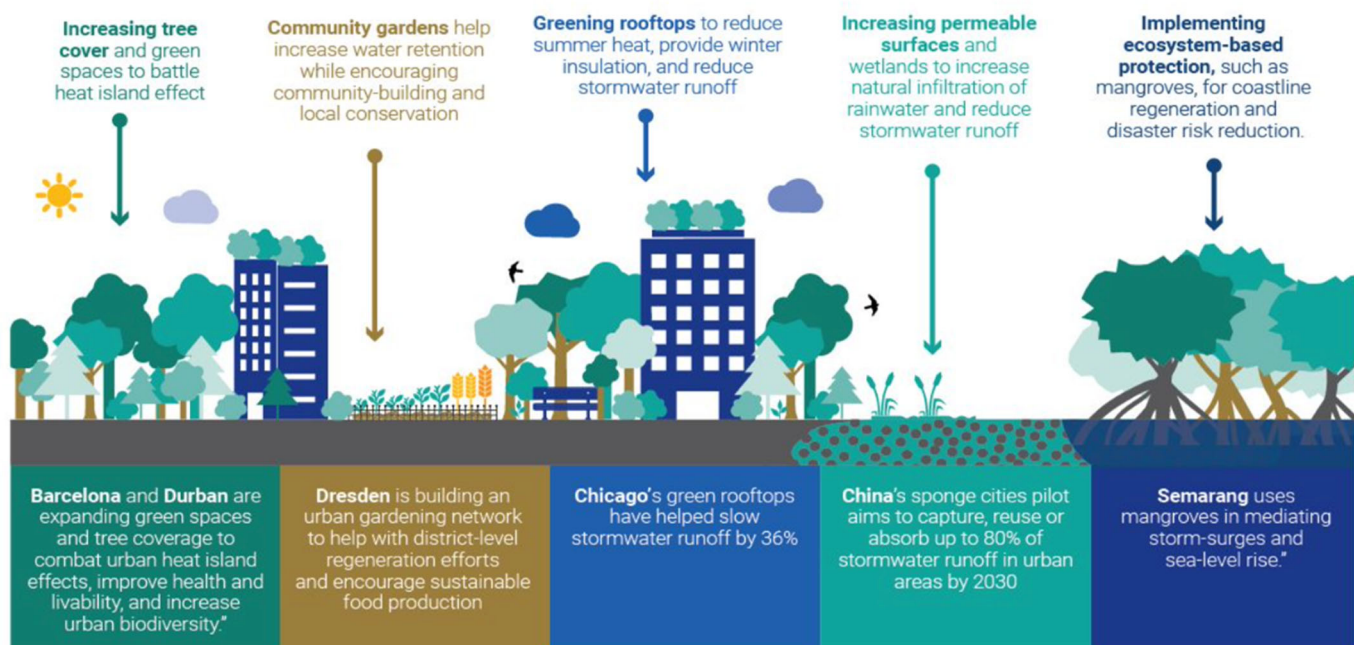 Increasing tree
cover and green
spaces to battle
heat island effect
Community gardens help
increase water retention
while encouraging
community-building and
local conservation
Greening rooftops to reduce
summer heat, provide winter
insulation, and reduce
stormwater runoff
Increasing permeable
surfaces and
wetlands to increase
natural infiltration of
rainwater and reduce
stormwater runoff
Implementing
ecosystem-based
protection, such as
mangroves, for coastline
regeneration and
disaster risk reduction.
Barcelona and Durban are
expanding green spaces
and tree coverage to
combat urban heat island
effects, improve health and
livability, and increase
urban biodiversity.”
Dresden is building an
urban gardening network
to help with district-level
regeneration efforts
and encourage sustainable
food production
Chicago’s green rooftops
have helped slow
stormwater runoff by 36%
China’s sponge cities pilot
aims to capture, reuse or
absorb up to 80% of
stormwater runoff in urban
areas by 2030
Semarang uses
mangroves in mediating
storm-surges and
sea-level rise.”